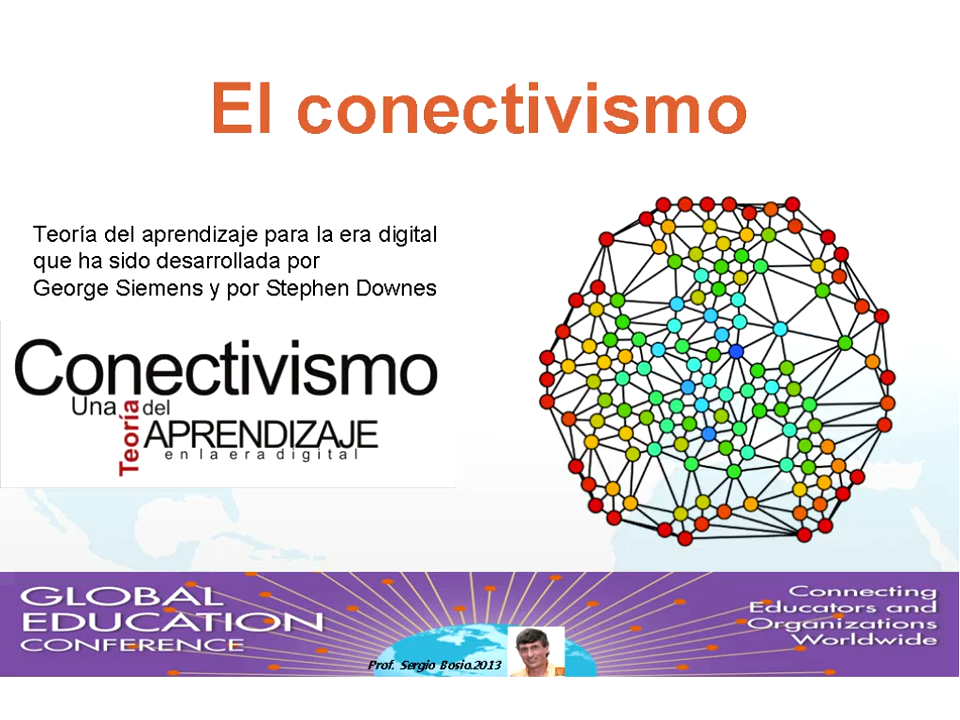 El conectivismo
Teoría del aprendizaje para la era digital
que ha sido desarrollada por
George Siemens y por Stephen Downes
Conectivismo
Una Teoría del
APRENDIZAJE
en la era digital
GLOBAL
EDUCATION
CONFERENCE
Connecting
Educators and
Organizations
Worldwide
Prof. Sergio Bosio.2013